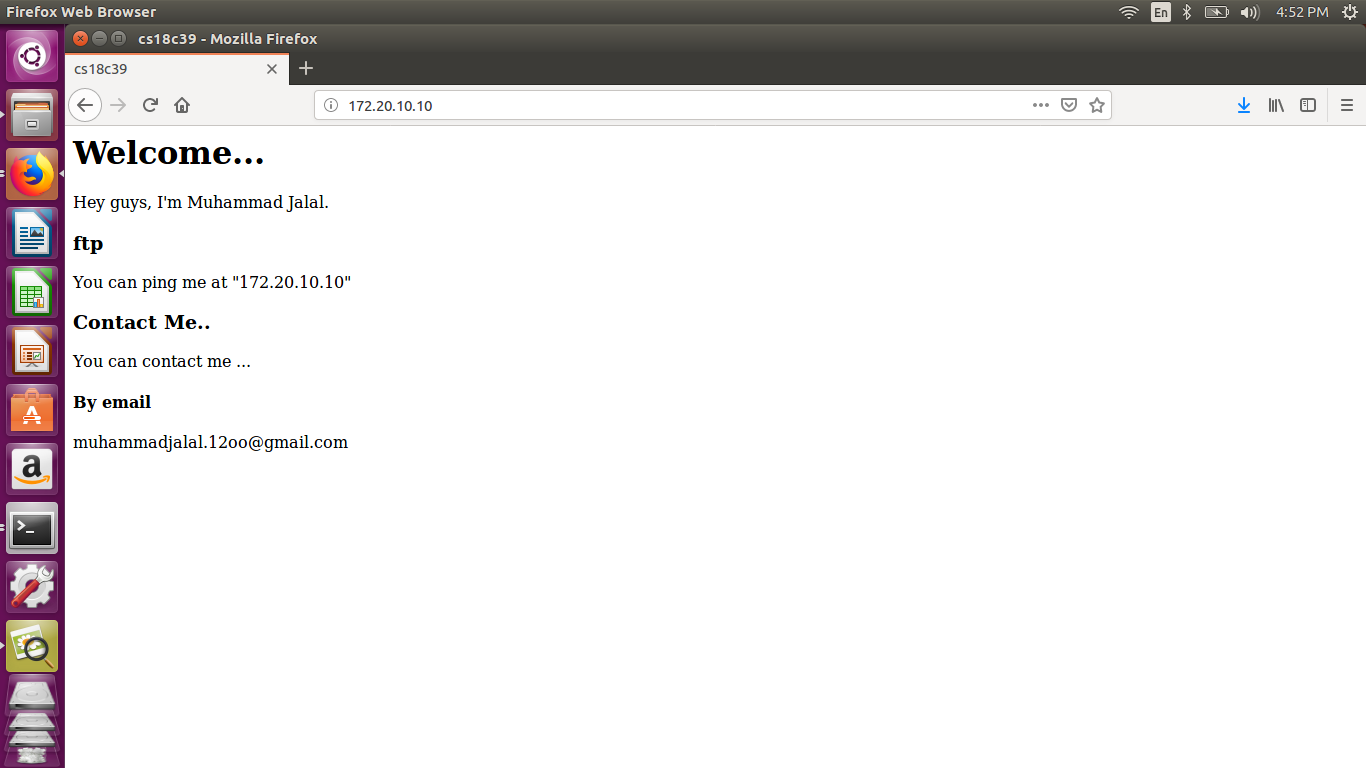 Firefox Web Browser
En
4:52 PM
cs18c39 - Mozilla Firefox
cs18c39
172.20.10.10
Welcome...
Hey guys, I'm Muhammad Jalal.
ftp
You can ping me at "172.20.10.10"
Contact Me..
You can contact me ...
By email
muhammadjalal.12oo@gmail.com